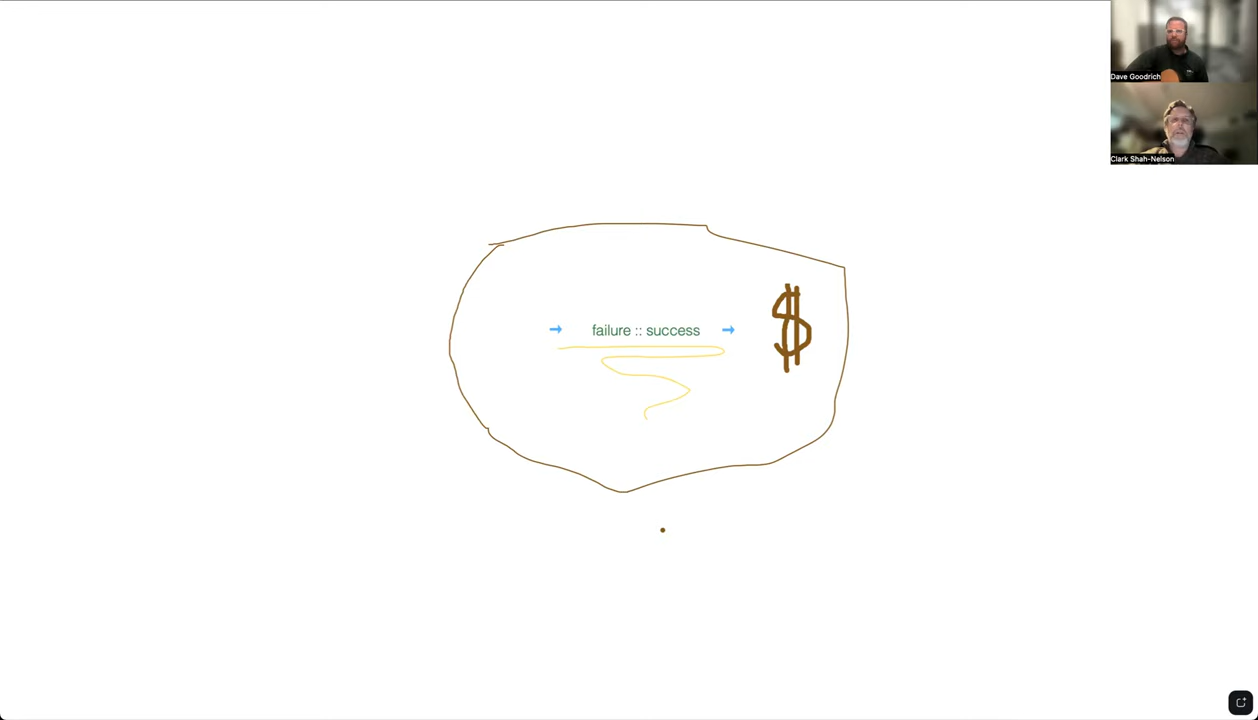 Dave Goodrich
Clark Shah-Nelson
➞ failure :: success ➞ $